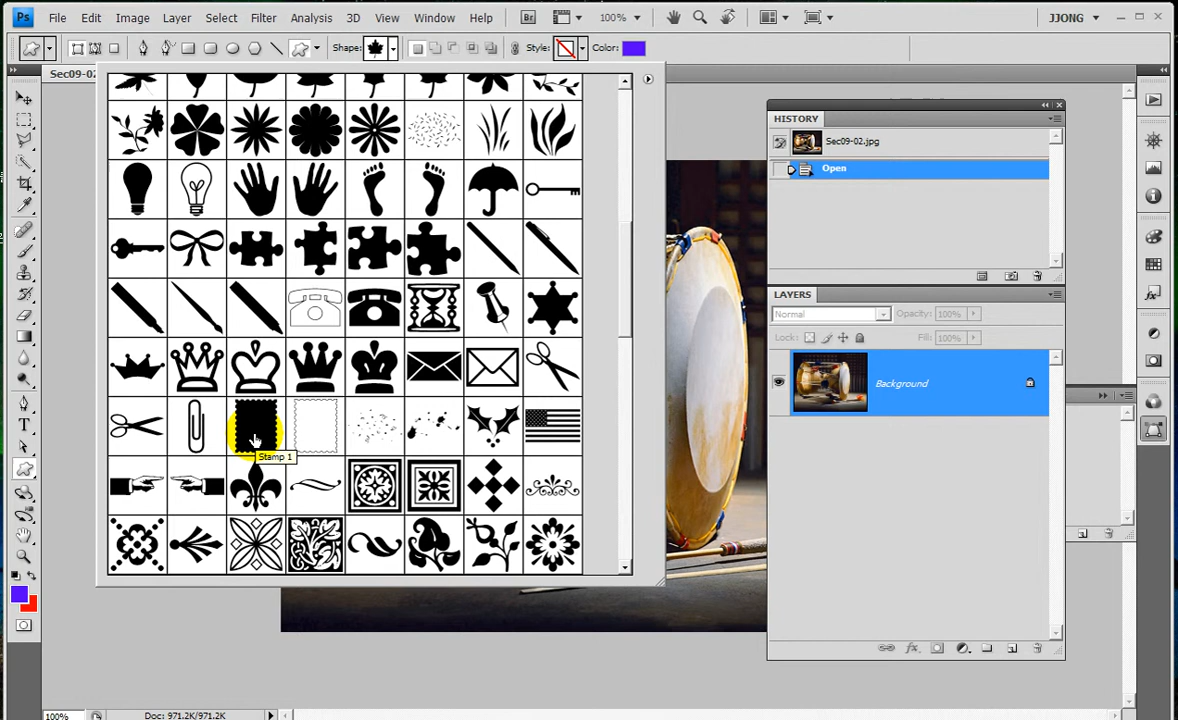 Ps File Edit Image Layer Select Filter Analysis 3D View Window Help Br 100% JJONG
Shape: Style: Color:
Sec09-02
HISTORY
Sec09-02.jpg
Open
LAYERS
Normal Opacity: 100%
Lock: Fill: 100%
Background
Stamp 1
T
100% Doc: 971.2K/971.2K